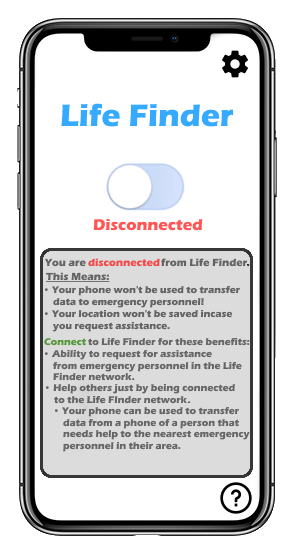 Life Finder
Disconnected
You are disconnected from Life Finder.
This Means:
• Your phone won't be used to transfer
data to emergency personnel!
• Your location won't be saved incase
you request assistance.
Connect to Life Finder for these benefits:
• Ability to request for assistance
from emergency personnel in the Life
Finder network.
• Help others just by being connected
to the Life FInder network.
• Your phone can be used to transfer
data from a phone of a person that
needs help to the nearest emergency
personnel in their area.
?